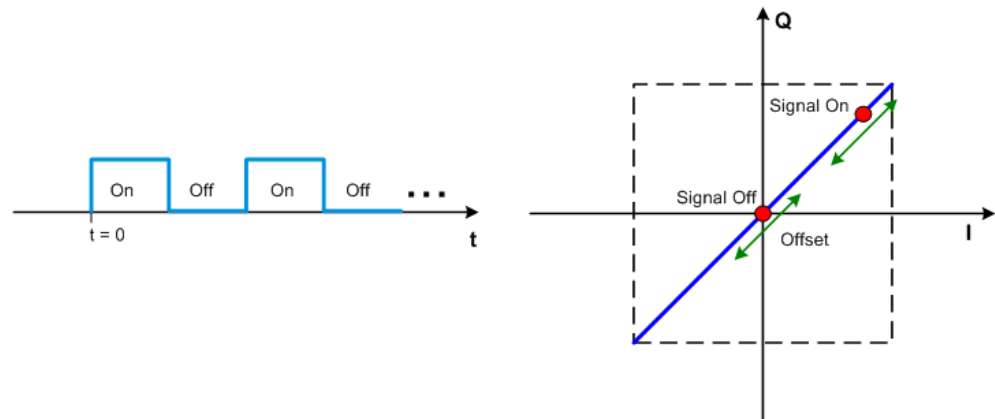 On
Off
On
Off
...
t = 0
t
Q
Signal On
Signal Off
Offset
I